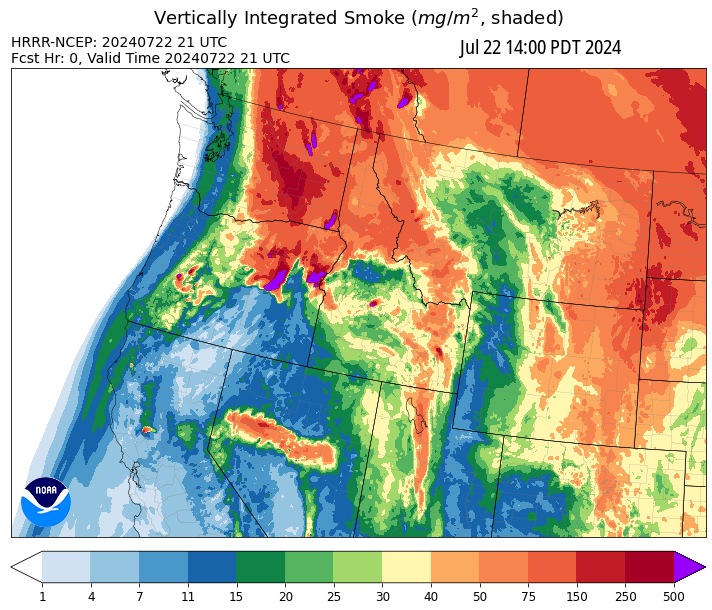 Vertically Integrated Smoke (mg/m², shaded)
HRRR-NCEP: 20240722 21 UTC
Jul 22 14:00 PDT 2024
Fcst Hr: 0, Valid Time 20240722 21 UTC
NOAA
1 4 7 11 15 20 25 30 40 50 75 150 250 500